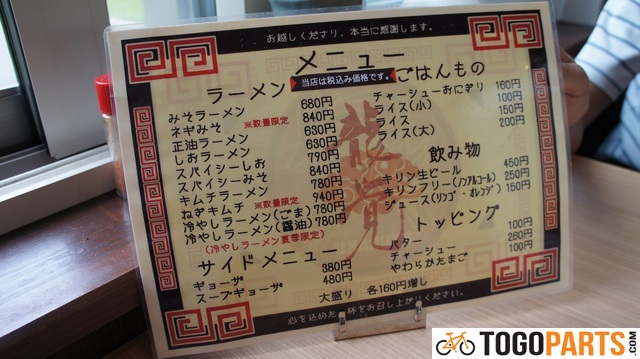 お越しくださり、本当に感謝します。
メニュー
当店は税込み価格です。
ラーメン
みそラーメン 680円
ネギみそ ※数量限定 840円
正油ラーメン 630円
しおラーメン 630円
スパイシーしお 790円
スパイシーみそ 840円
キムチラーメン 780円
ねぎキムチ ※数量限定 940円
冷やしラーメン(ごま) 780円
冷やしラーメン(醤油) 780円
(冷やしラーメン夏季限定)
サイドメニュー
ギョーザ 380円
スープギョーザ 480円
ごはんもの
チャーシューおにぎり 160円
ライス(小) 100円
ライス 150円
ライス(大) 200円
飲み物
キリン生ビール 450円
キリンフリー(ノンアルコール) 250円
ジュース(リンゴ・オレンジ) 150円
トッピング
バター 100円
チャーシュー 260円
やわらかたまご 100円
大盛り 各160円増し
心を込めた一杯をお召し上がりください。
TOGOPARTS.COM